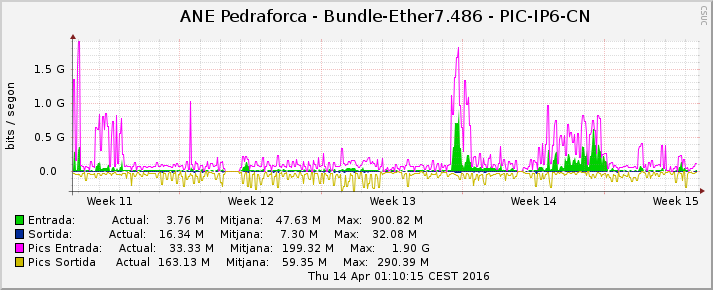 ANE Pedraforca - Bundle-Ether7.486 - PIC-IP6-CN
CSUC
bits / segon
1.5 G
1.0 G
0.5 G
0.0
Week 11 Week 12 Week 13 Week 14 Week 15
Entrada: Actual: 3.76 M Mitjana: 47.63 M Max: 900.82 M
Sortida: Actual: 16.34 M Mitjana: 7.30 M Max: 32.08 M
Pics Entrada: Actual: 33.33 M Mitjana: 199.32 M Max: 1.90 G
Pics Sortida Actual 163.13 M Mitjana: 59.35 M Max: 290.39 M
Thu 14 Apr 01:10:15 CEST 2016